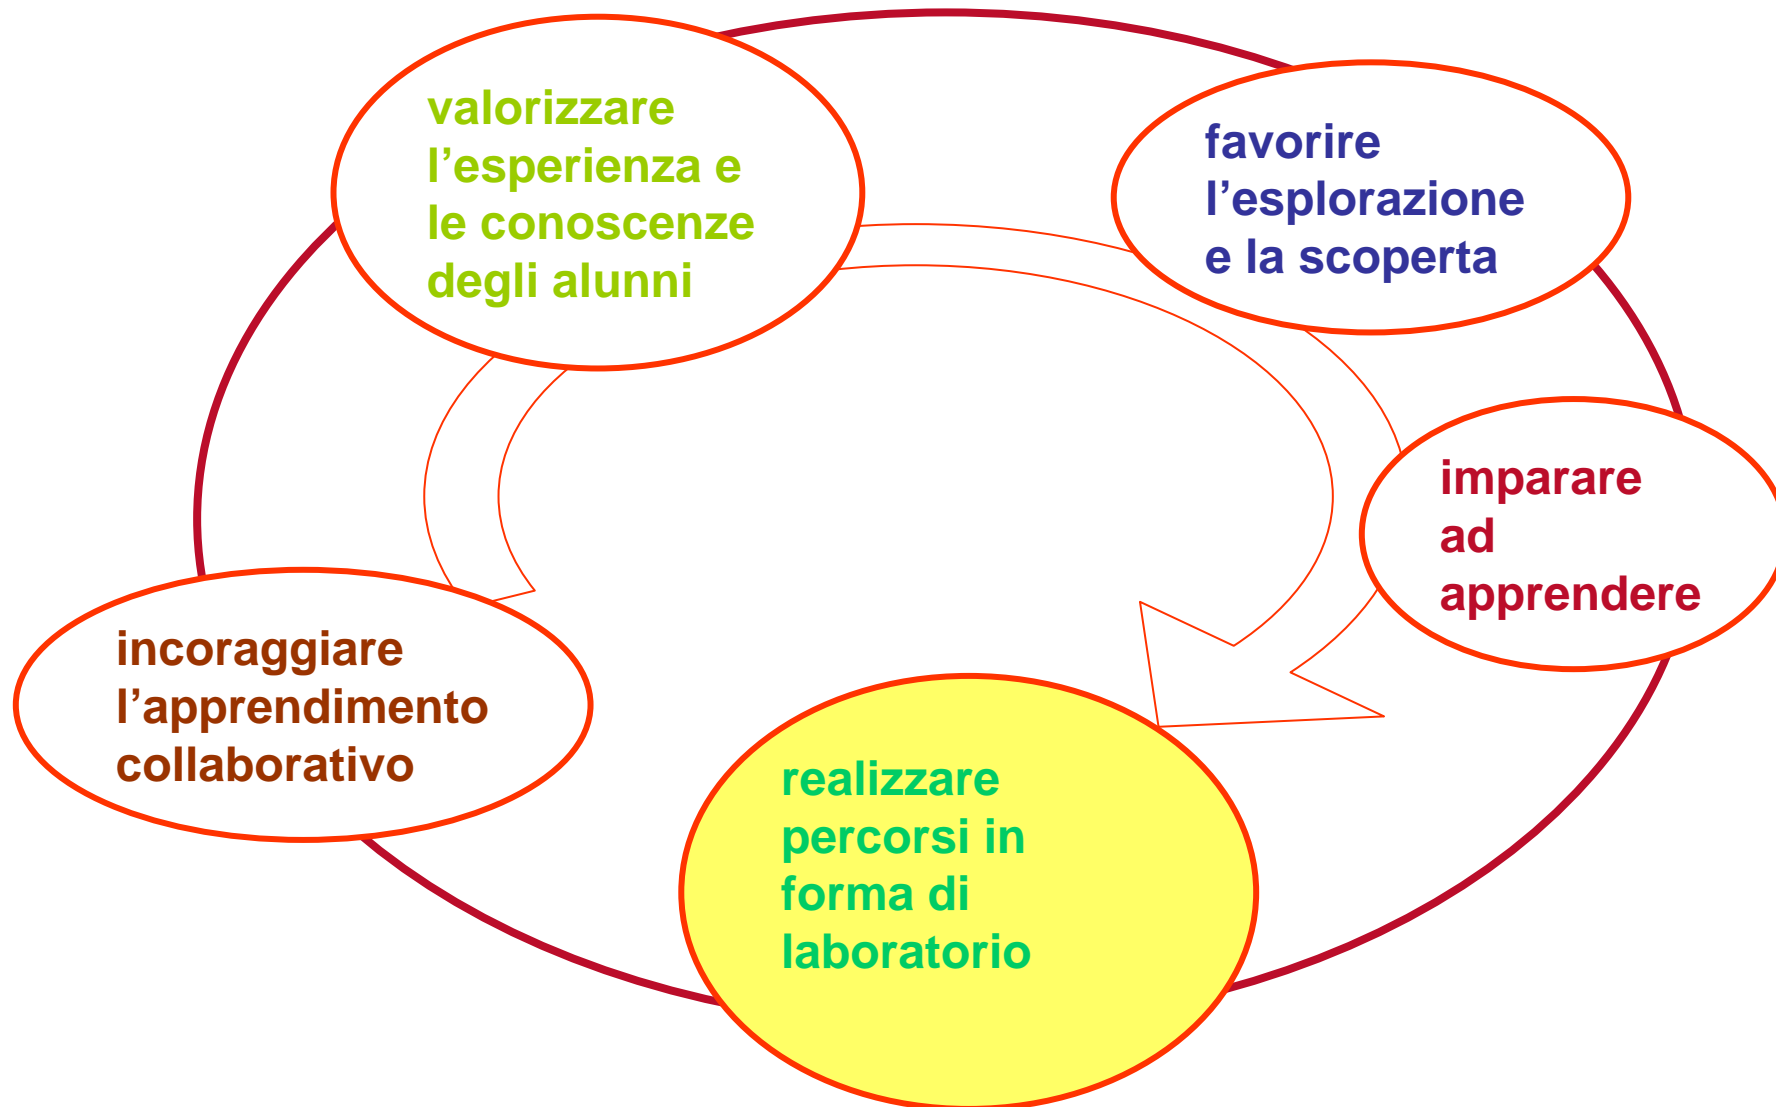 valorizzare
l’esperienza e
le conoscenze
degli alunni
favorire
l’esplorazione
e la scoperta
imparare
ad
apprendere
incoraggiare
l’apprendimento
collaborativo
realizzare
percorsi in
forma di
laboratorio